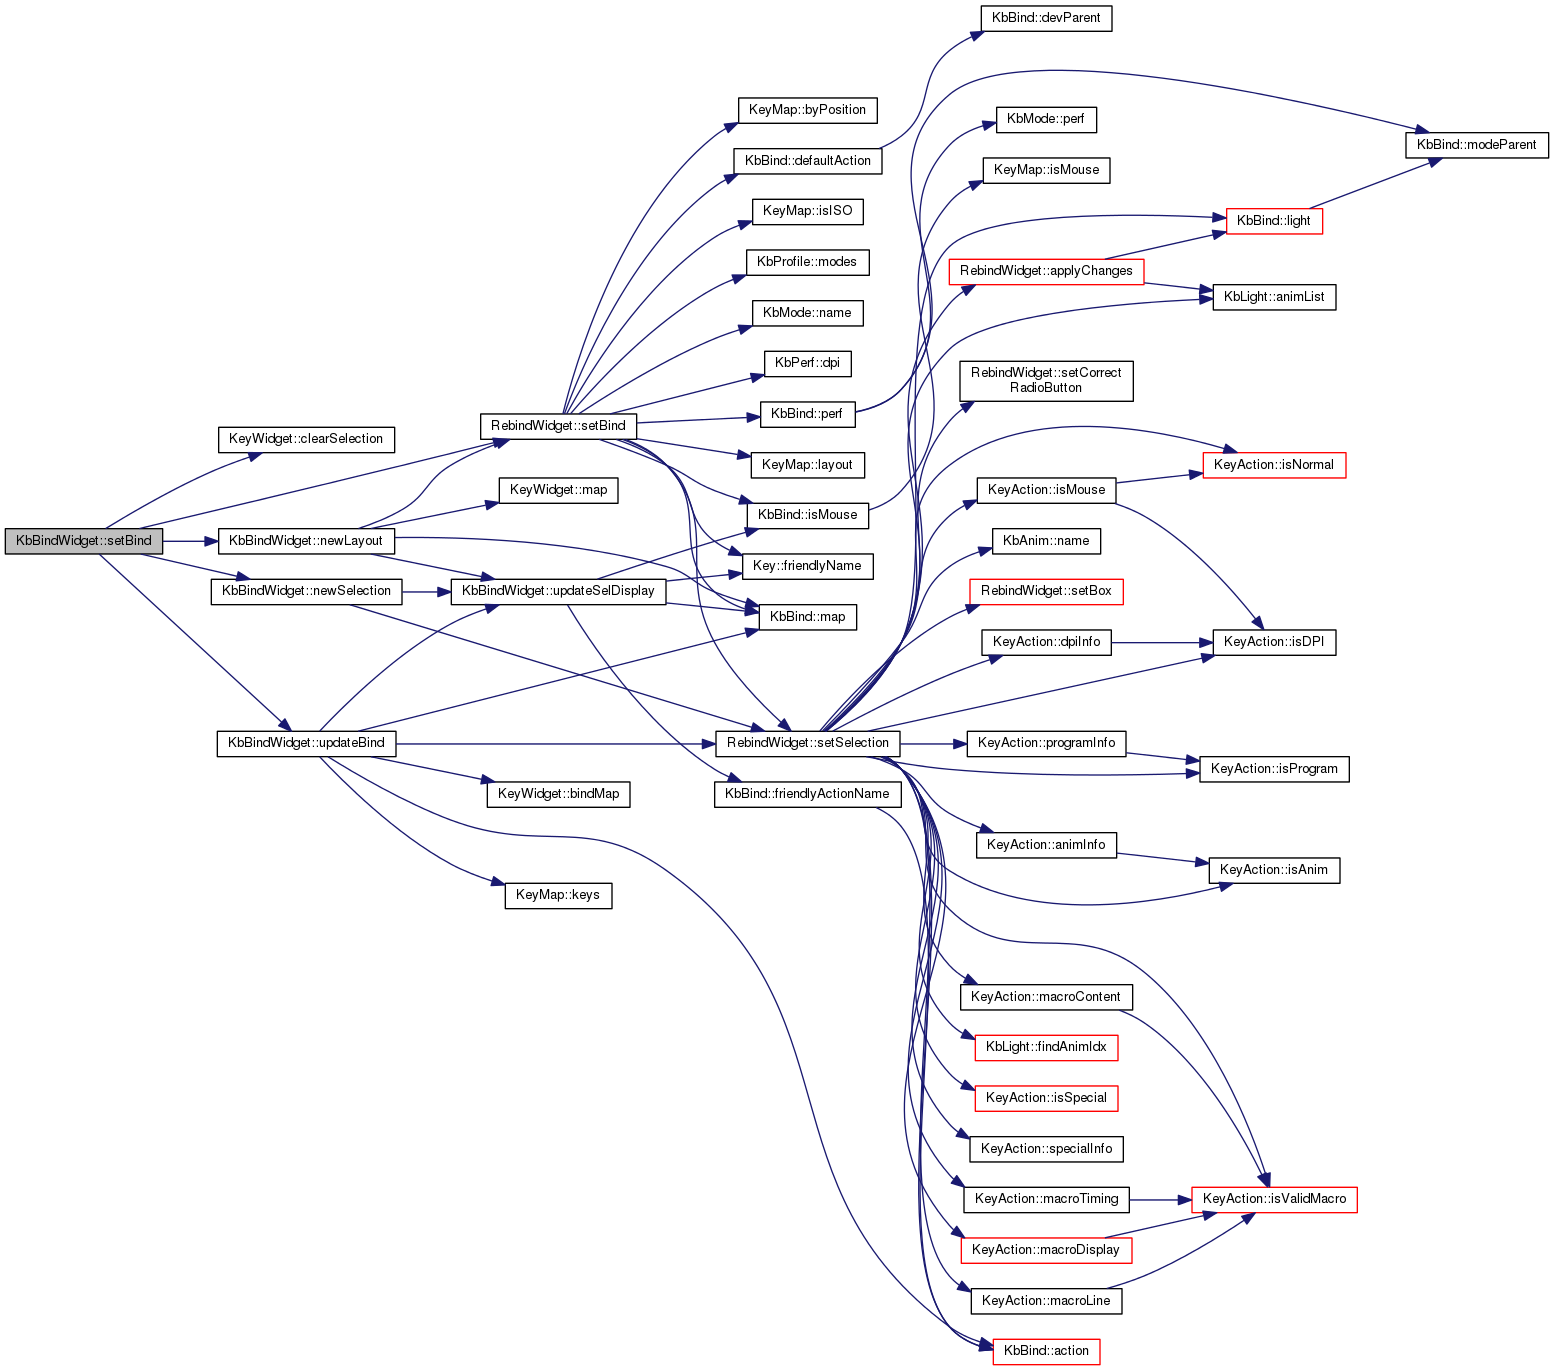 KbBind::devParent
KeyMap::byPosition
KbMode::perf
KbBind::modeParent
KbBind::defaultAction
KeyMap::isMouse
KeyMap::isISO
KbBind::light
KbProfile::modes
RebindWidget::applyChanges
KbLight::animList
KbMode::name
KbPerf::dpi
RebindWidget::setCorrect
RadioButton
KbBind::perf
RebindWidget::setBind
KeyWidget::clearSelection
KeyMap::layout
KeyAction::isNormal
KeyWidget::map
KeyAction::isMouse
KbBind::isMouse
KbBindWidget::setBind
KbBindWidget::newLayout
KbAnim::name
Key::friendlyName
KbBindWidget::newSelection
KbBindWidget::updateSelDisplay
RebindWidget::setBox
KbBind::map
KeyAction::dpiInfo
KeyAction::isDPI
KbBindWidget::updateBind
RebindWidget::setSelection
KeyAction::programInfo
KeyAction::isProgram
KeyWidget::bindMap
KbBind::friendlyActionName
KeyAction::animInfo
KeyAction::isAnim
KeyMap::keys
KeyAction::macroContent
KbLight::findAnimIdx
KeyAction::isSpecial
KeyAction::specialInfo
KeyAction::macroTiming
KeyAction::isValidMacro
KeyAction::macroDisplay
KeyAction::macroLine
KbBind::action